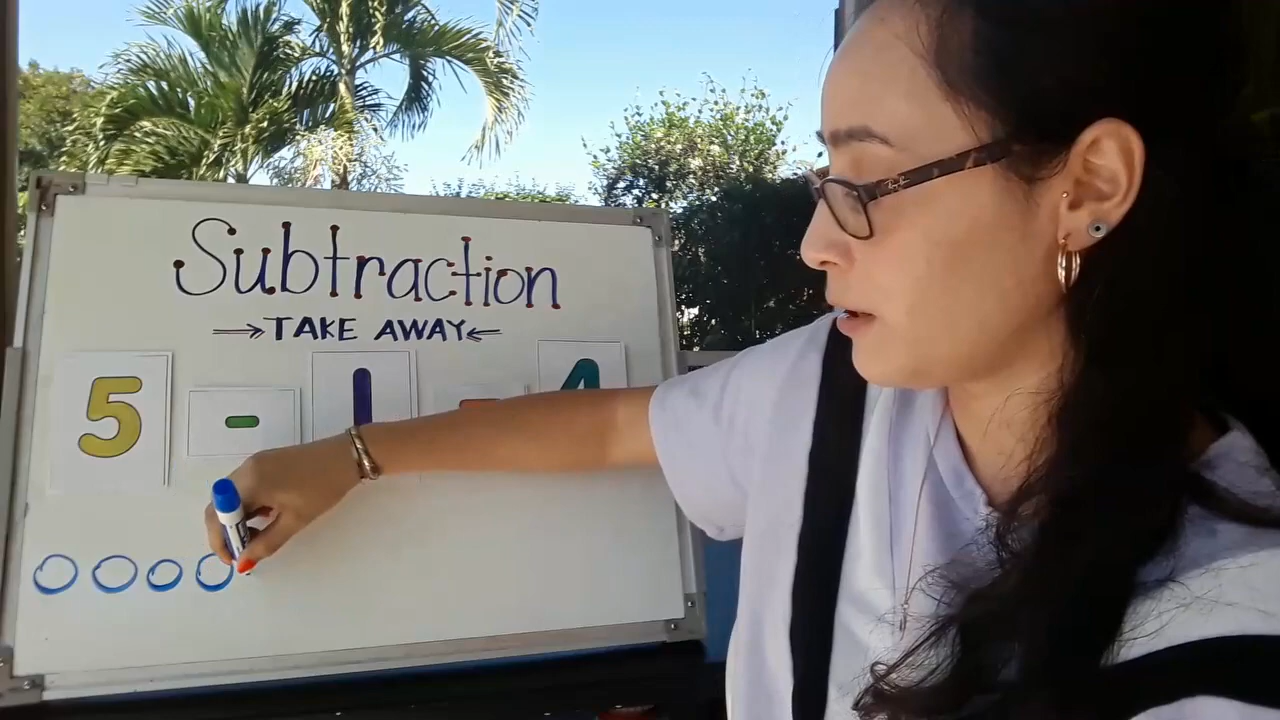 Subtraction
→TAKE AWAY←
5 - 1 - 4